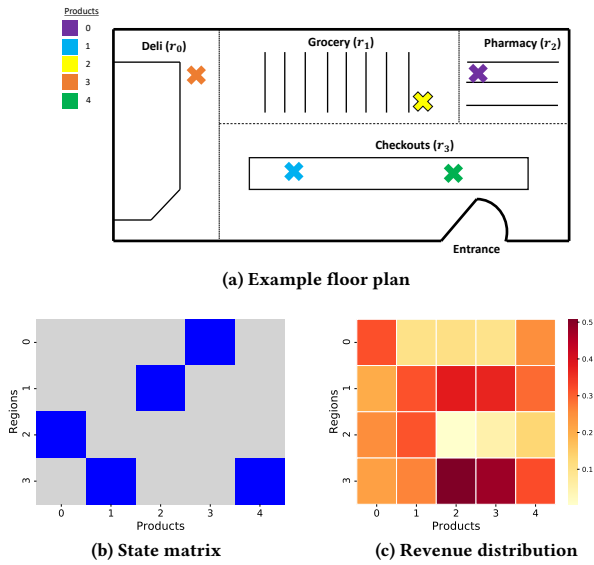 Products
0
1
2
3
4
Deli (r0)
Grocery (r1)
Pharmacy (r2)
Checkouts (r3)
Entrance
(a) Example floor plan
Regions
0
1
2
3
0 1 2 3 4
Products
(b) State matrix
Regions
0
1
2
3
0 1 2 3 4
Products
0.5
0.4
0.3
0.2
0.1
(c) Revenue distribution